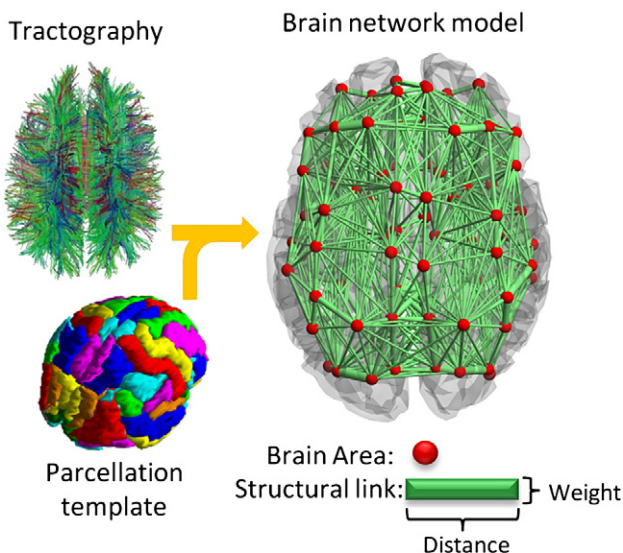 Tractography
Brain network model
Parcellation
template
Brain Area:
Structural link:
Weight
Distance